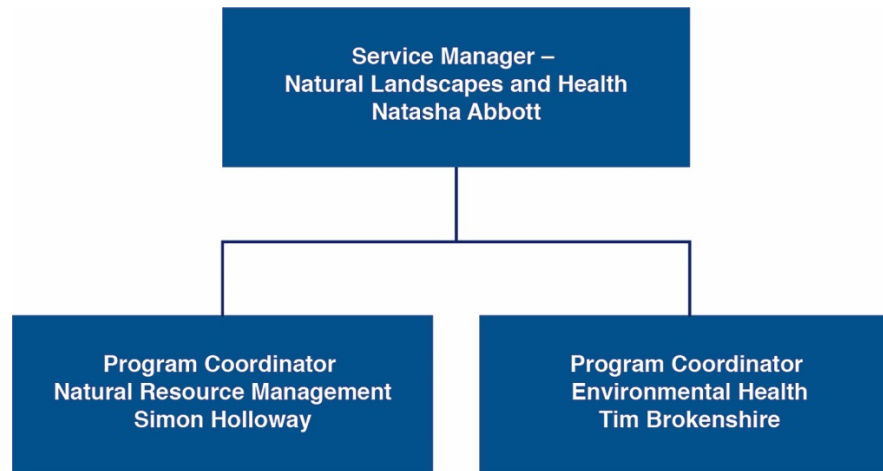 Service Manager –
Natural Landscapes and Health
Natasha Abbott
Program Coordinator
Natural Resource Management
Simon Holloway
Program Coordinator
Environmental Health
Tim Brokenshire